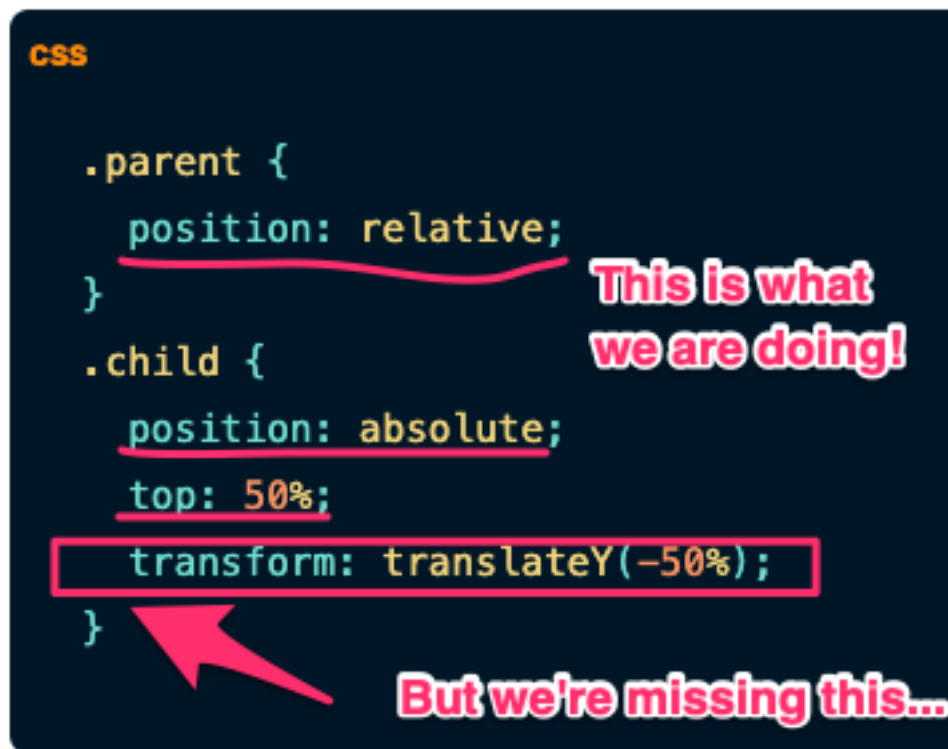 css
.parent {
position: relative;
}
This is what
we are doing!
.child {
position: absolute;
top: 50%;
transform: translateY(-50%);
}
But we're missing this...